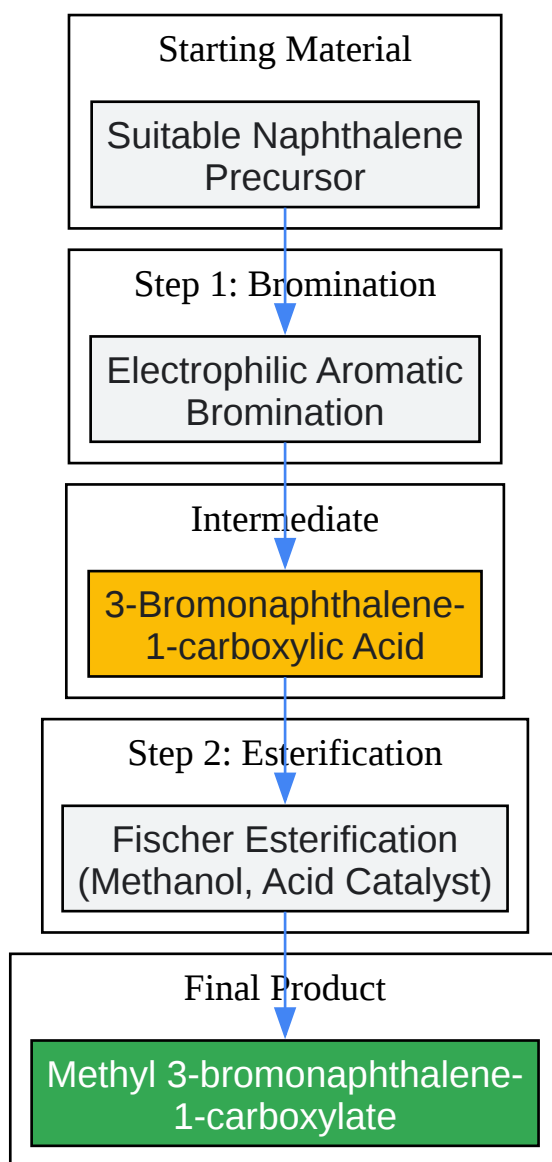 Starting Material
Suitable Naphthalene
Precursor
Step 1: Bromination
Electrophilic Aromatic
Bromination
Intermediate
3-Bromonaphthalene-
1-carboxylic Acid
Step 2: Esterification
Fischer Esterification
(Methanol, Acid Catalyst)
Final Product
Methyl 3-bromonaphthalene-
1-carboxylate